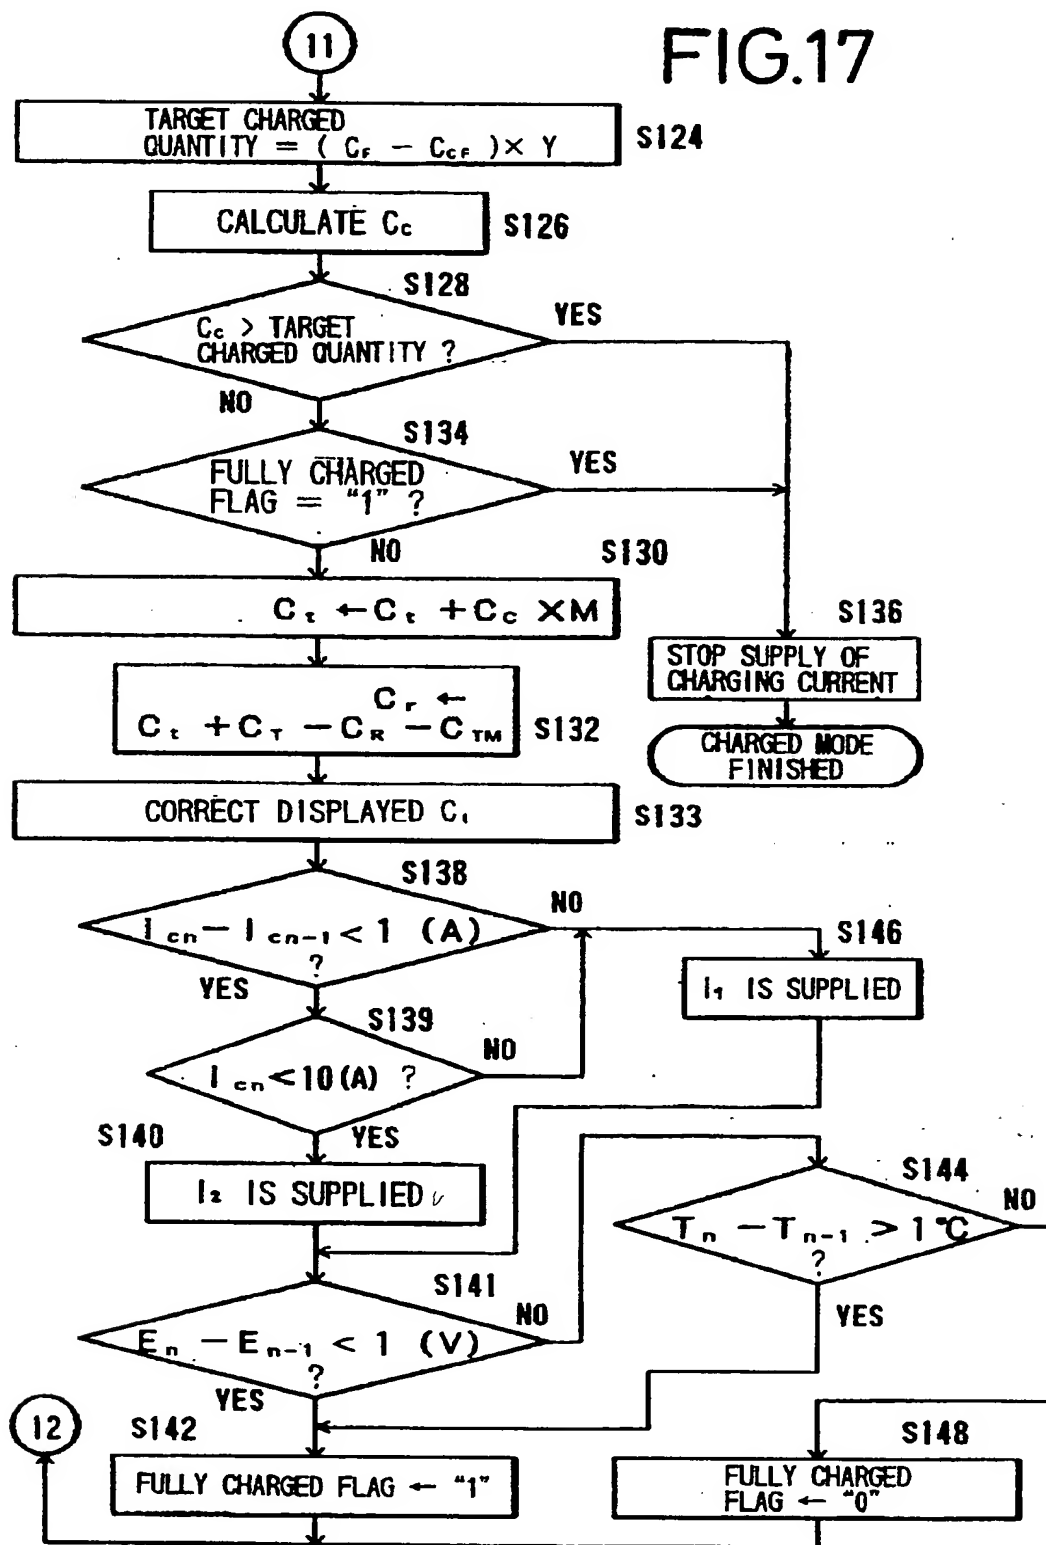 11
FIG.17
TARGET CHARGED
QUANTITY = ( CF - CCF ) × Y
S124
CALCULATE Cc
S126
S128
Cc > TARGET
CHARGED QUANTITY ?
YES
NO
S134
FULLY CHARGED
FLAG = "1" ?
YES
NO
S130
Ct ← Ct + Cc ×M
S136
STOP SUPPLY OF
CHARGING CURRENT
Cr ←
Ct + CT - CR - CTM
S132
CHARGED MODE
FINISHED
CORRECT DISPLAYED C
S133
S138
Icn - Icn-1 < 1 (A)
?
NO
YES
S146
I1 IS SUPPLIED
S139
Icn < 10(A) ?
NO
YES
S140
I2 IS SUPPLIED
S144
Tn - Tn-1 > 1℃
?
NO
YES
S141
En - En-1 < 1 (V)
?
NO
YES
12
S142
FULLY CHARGED FLAG ← "1"
S148
FULLY CHARGED
FLAG ← "0"